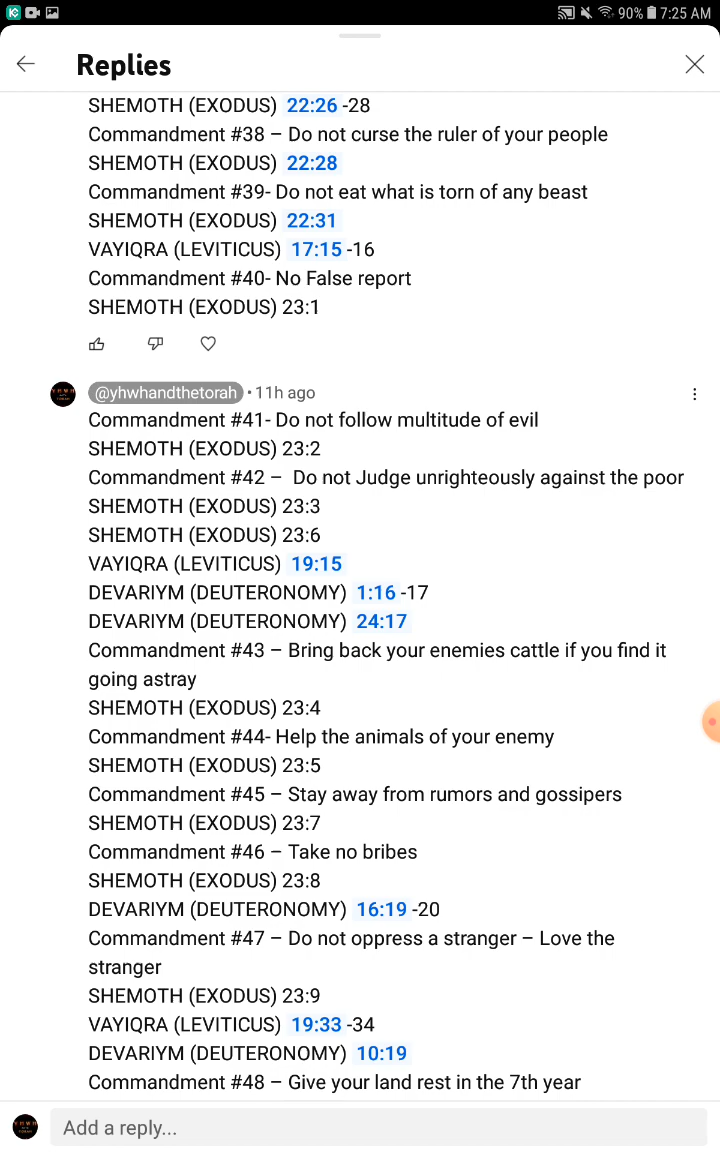 90% 7:25 AM
Replies
SHEMOTH (EXODUS) 22:26 -28
Commandment #38 – Do not curse the ruler of your people
SHEMOTH (EXODUS) 22:28
Commandment #39- Do not eat what is torn of any beast
SHEMOTH (EXODUS) 22:31
VAYIQRA (LEVITICUS) 17:15 -16
Commandment #40- No False report
SHEMOTH (EXODUS) 23:1
@yhwhandthetorah • 11h ago
Commandment #41- Do not follow multitude of evil
SHEMOTH (EXODUS) 23:2
Commandment #42 –  Do not Judge unrighteously against the poor
SHEMOTH (EXODUS) 23:3
SHEMOTH (EXODUS) 23:6
VAYIQRA (LEVITICUS) 19:15
DEVARIYM (DEUTERONOMY) 1:16 -17
DEVARIYM (DEUTERONOMY) 24:17
Commandment #43 – Bring back your enemies cattle if you find it
going astray
SHEMOTH (EXODUS) 23:4
Commandment #44- Help the animals of your enemy
SHEMOTH (EXODUS) 23:5
Commandment #45 – Stay away from rumors and gossipers
SHEMOTH (EXODUS) 23:7
Commandment #46 – Take no bribes
SHEMOTH (EXODUS) 23:8
DEVARIYM (DEUTERONOMY) 16:19 -20
Commandment #47 – Do not oppress a stranger – Love the
stranger
SHEMOTH (EXODUS) 23:9
VAYIQRA (LEVITICUS) 19:33 -34
DEVARIYM (DEUTERONOMY) 10:19
Commandment #48 – Give your land rest in the 7th year
Add a reply...